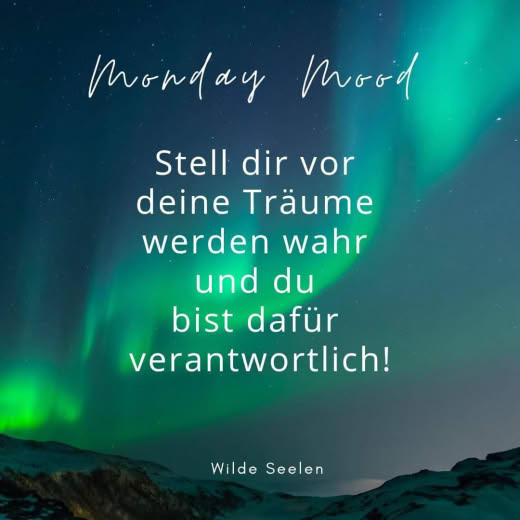 Monday Mood
Stell dir vor
deine Träume
werden wahr
und du
bist dafür
verantwortlich!
Wilde Seelen